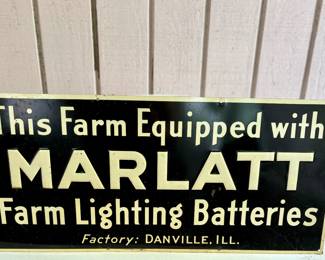 This Farm Equipped with
MARLATT
Farm Lighting Batteries
Factory: DANVILLE, ILL.